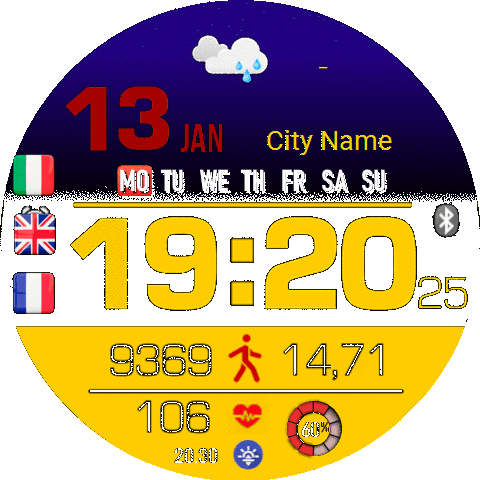 13 JAN
City Name
MO TU WE TH FR SA SU
19:20 25
9369 14,71
106 60%
20 30